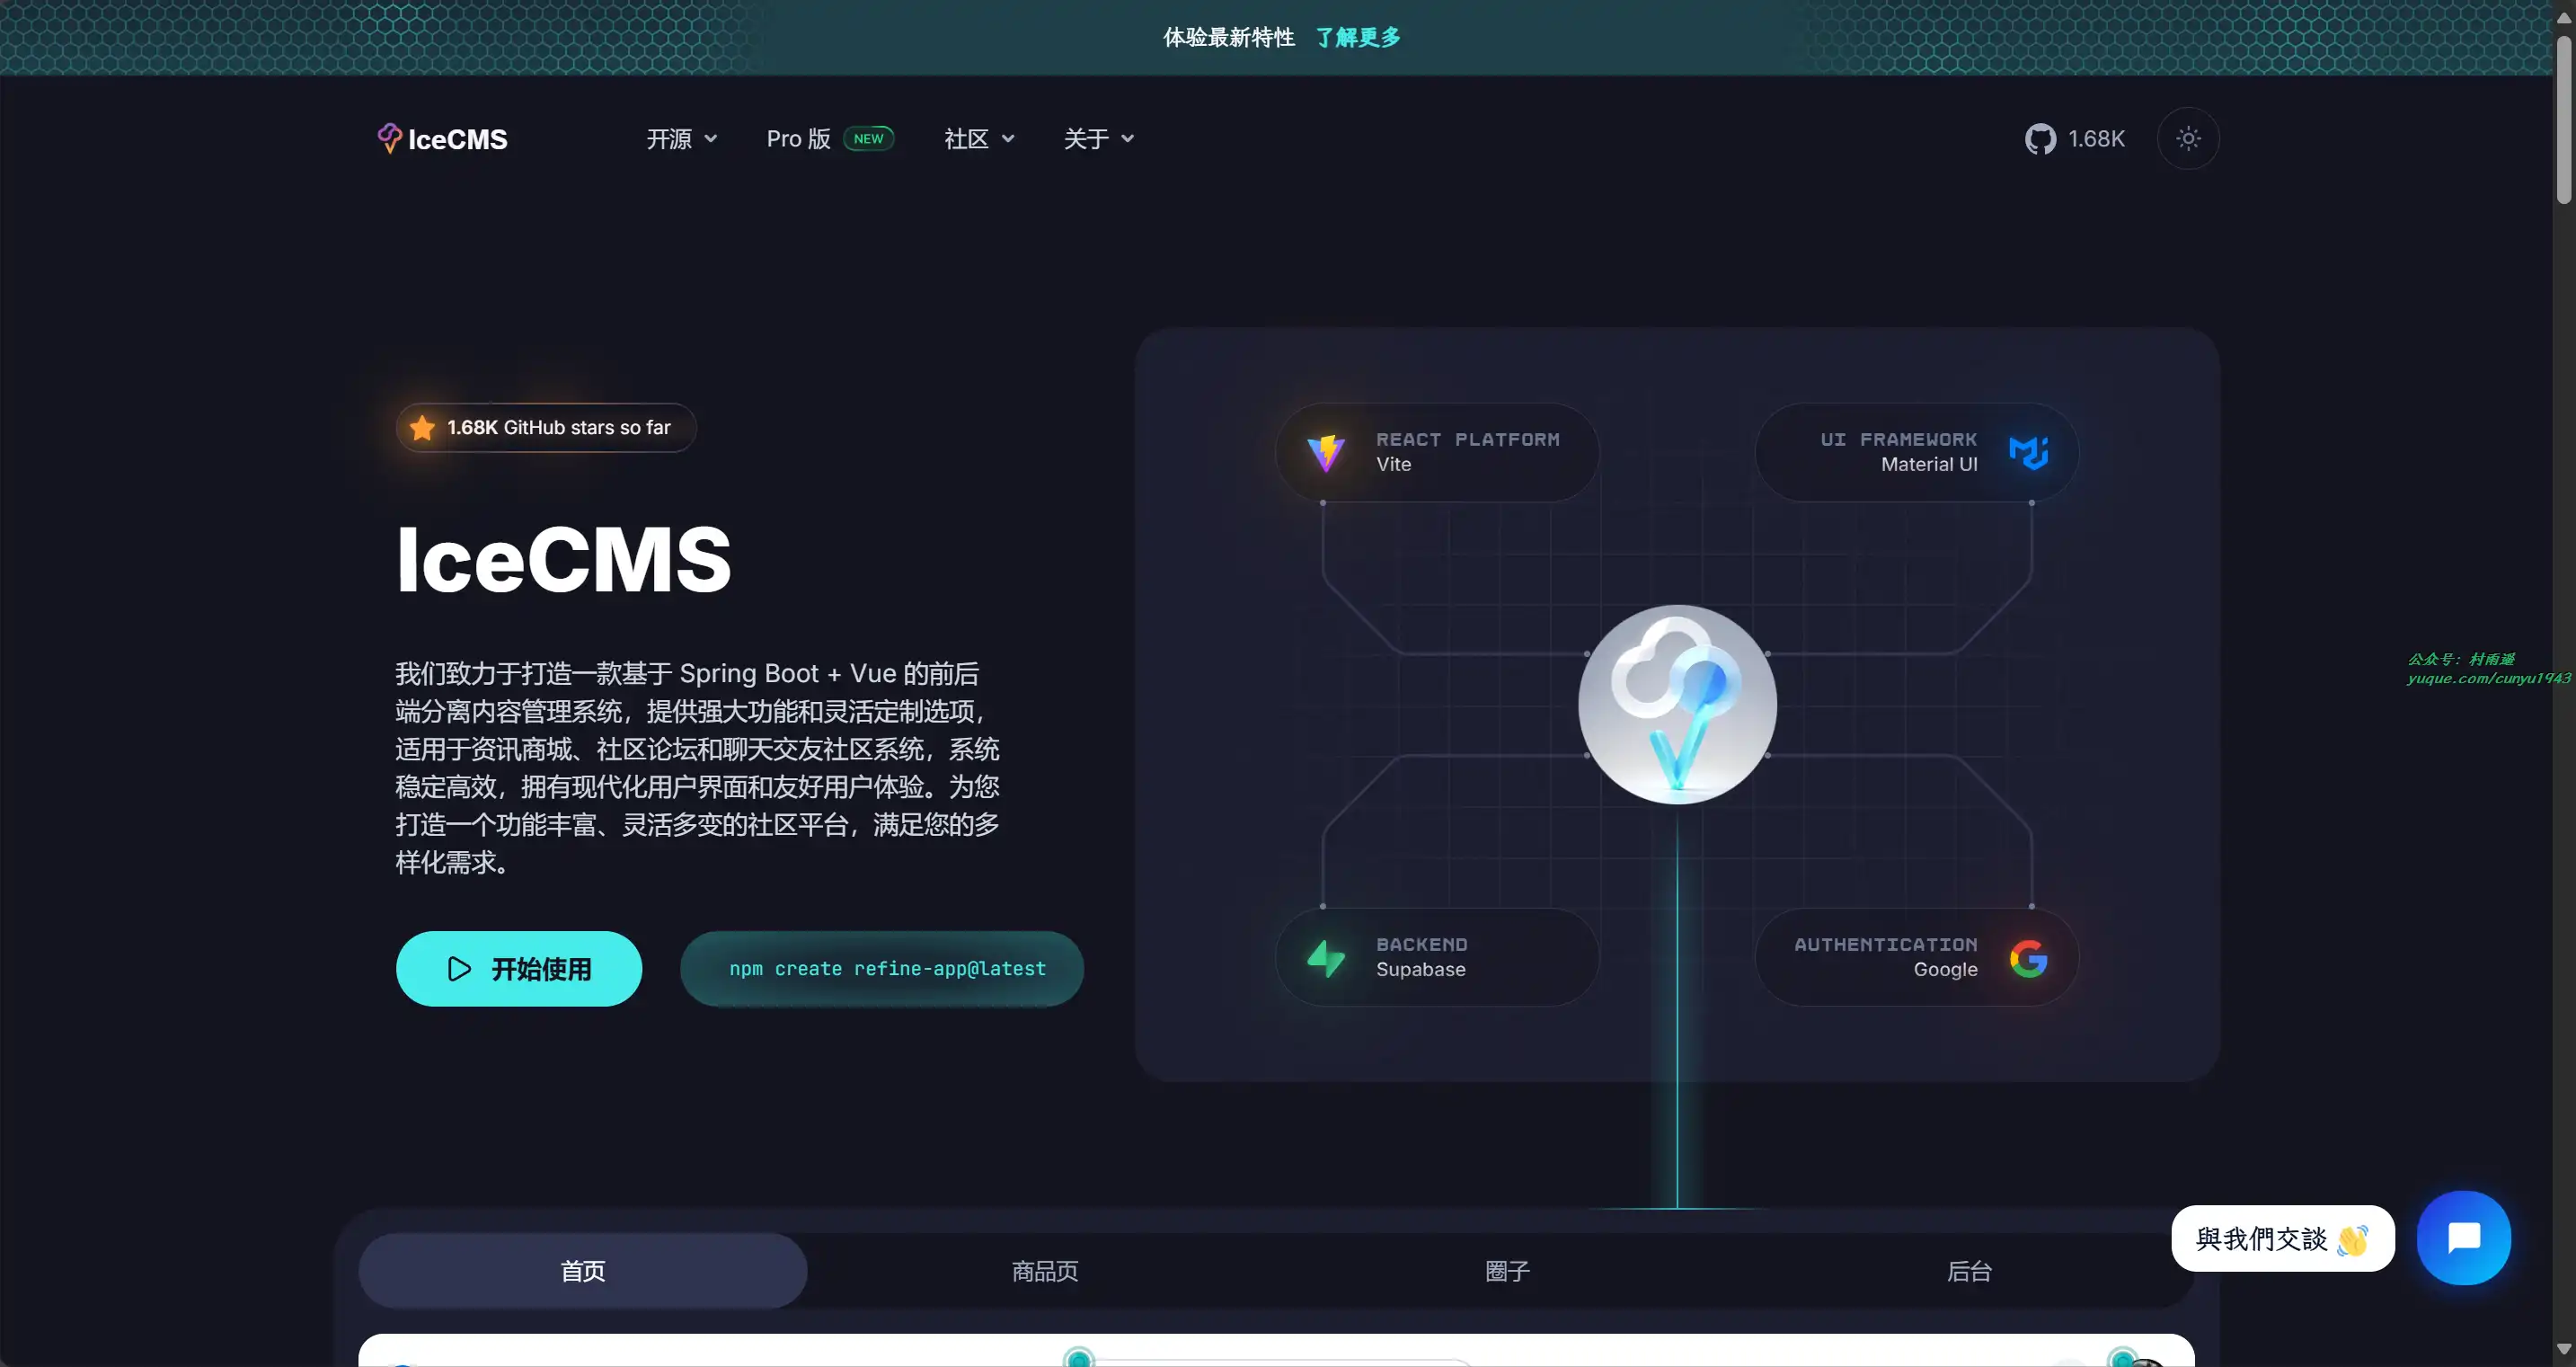 体验最新特性 了解更多
IceCMS 开源 Pro 版 NEW 社区 关于 1.68K
1.68K GitHub stars so far
IceCMS
我们致力于打造一款基于 Spring Boot + Vue 的前后
端分离内容管理系统，提供强大功能和灵活定制选项，
适用于资讯商城、社区论坛和聊天交友社区系统，系统
稳定高效，拥有现代化用户界面和友好用户体验。为您
打造一个功能丰富、灵活多变的社区平台，满足您的多
样化需求。
开始使用 npm create refine-app@latest
REACT PLATFORM
Vite
UI FRAMEWORK
Material UI
BACKEND
Supabase
AUTHENTICATION
Google
公众号：村雨遥
yuque.com/cunyu1943
與我們交談 👋
首页 商品页 圈子 后台